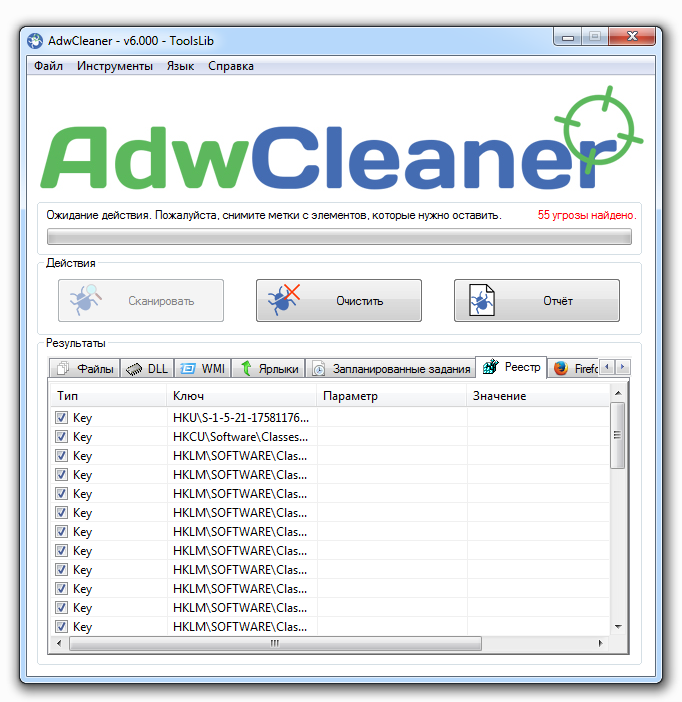 AdwCleaner - v6.000 - ToolsLib
Файл Инструменты Язык Справка
AdwCleaner
Ожидание действия. Пожалуйста, снимите метки с элементов, которые нужно оставить. 55 угрозы найдено.
Действия
Сканировать Очистить Отчёт
Результаты
Файлы DLL WMI Ярлыки Запланированные задания Реестр Firefo
Тип Ключ Параметр Значение
Key HKU\S-1-5-21-17581176...
Key HKCU\Software\Classes...
Key HKLM\SOFTWARE\Clas...
Key HKLM\SOFTWARE\Clas...
Key HKLM\SOFTWARE\Clas...
Key HKLM\SOFTWARE\Clas...
Key HKLM\SOFTWARE\Clas...
Key HKLM\SOFTWARE\Clas...
Key HKLM\SOFTWARE\Clas...
Key HKLM\SOFTWARE\Clas...
Key HKLM\SOFTWARE\Clas...
Key HKLM\SOFTWARE\Clas...